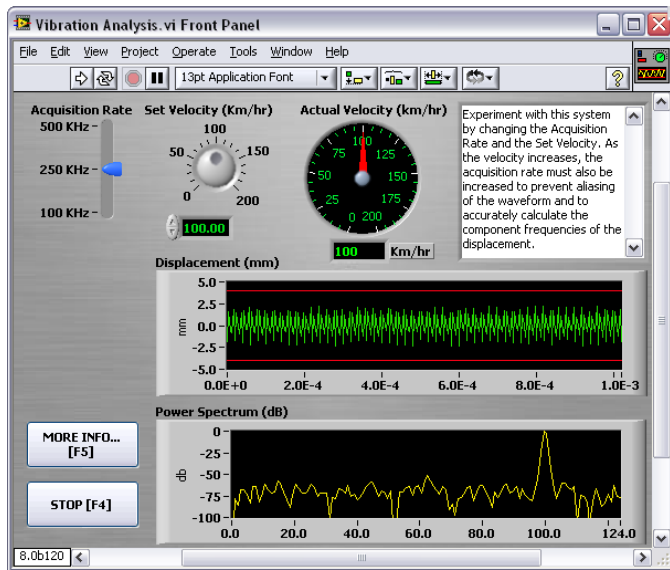 Vibration Analysis.vi Front Panel
File Edit View Project Operate Tools Window Help
13pt Application Font
Acquisition Rate
500 KHz
250 KHz
100 KHz
Set Velocity (Km/hr)
100
50 150
0 200
100.00
Actual Velocity (km/hr)
100
75 125
50 150
25 175
0 200
100 Km/hr
Experiment with this system
by changing the Acquisition
Rate and the Set Velocity. As
the velocity increases, the
acquisition rate must also be
increased to prevent aliasing
of the waveform and to
accurately calculate the
component frequencies of the
displacement.
Displacement (mm)
mm
5.0
2.5
0.0
-2.5
-5.0
0.0E+0 2.0E-4 4.0E-4 6.0E-4 8.0E-4 1.0E-3
MORE INFO...
[F5]
STOP [F4]
Power Spectrum (dB)
db
0
-25
-50
-75
-100
0.0 20.0 40.0 60.0 80.0 100.0 124.0
8.0b120